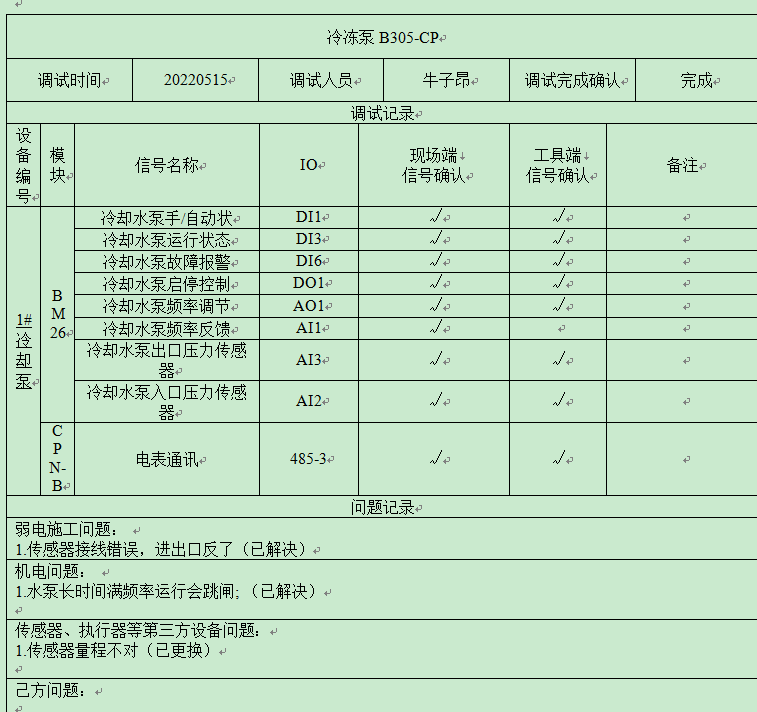 冷冻泵 B305-CP
调试时间 20220515 调试人员 牛子昂 调试完成确认 完成
调试记录
设备编号 模块 信号名称 IO 现场端信号确认 工具端信号确认 备注
1#冷却泵 BM26 冷却水泵手/自动状 DI1 √ √
冷却水泵运行状态 DI3 √ √
冷却水泵故障报警 DI6 √ √
冷却水泵启停控制 DO1 √ √
冷却水泵频率调节 AO1 √ √
冷却水泵频率反馈 AI1 √
冷却水泵出口压力传感器 AI3 √ √
冷却水泵入口压力传感器 AI2 √ √
CPN-B 电表通讯 485-3 √ √
问题记录
弱电施工问题：
1.传感器接线错误，进出口反了（已解决）
机电问题：
1.水泵长时间满频率运行会跳闸;（已解决）
传感器、执行器等第三方设备问题：
1.传感器量程不对（已更换）
己方问题：